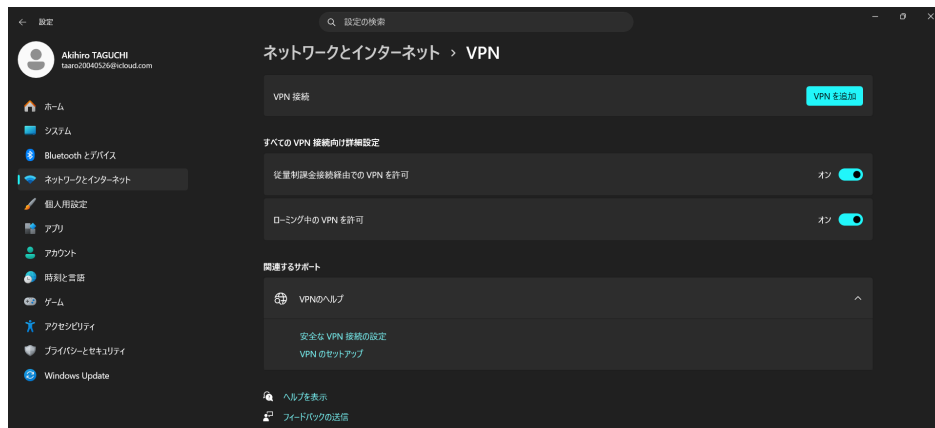 設定
設定の検索
Akihiro TAGUCHI
taaro20040526@icloud.com
ホーム
システム
Bluetooth とデバイス
ネットワークとインターネット
個人用設定
アプリ
アカウント
時刻と言語
ゲーム
アクセシビリティ
プライバシーとセキュリティ
Windows Update
ネットワークとインターネット › VPN
VPN 接続
VPN を追加
すべての VPN 接続向け詳細設定
従量制課金接続経由での VPN を許可
オン
ローミング中の VPN を許可
オン
関連するサポート
VPNのヘルプ
安全な VPN 接続の設定
VPN のセットアップ
ヘルプを表示
フィードバックの送信